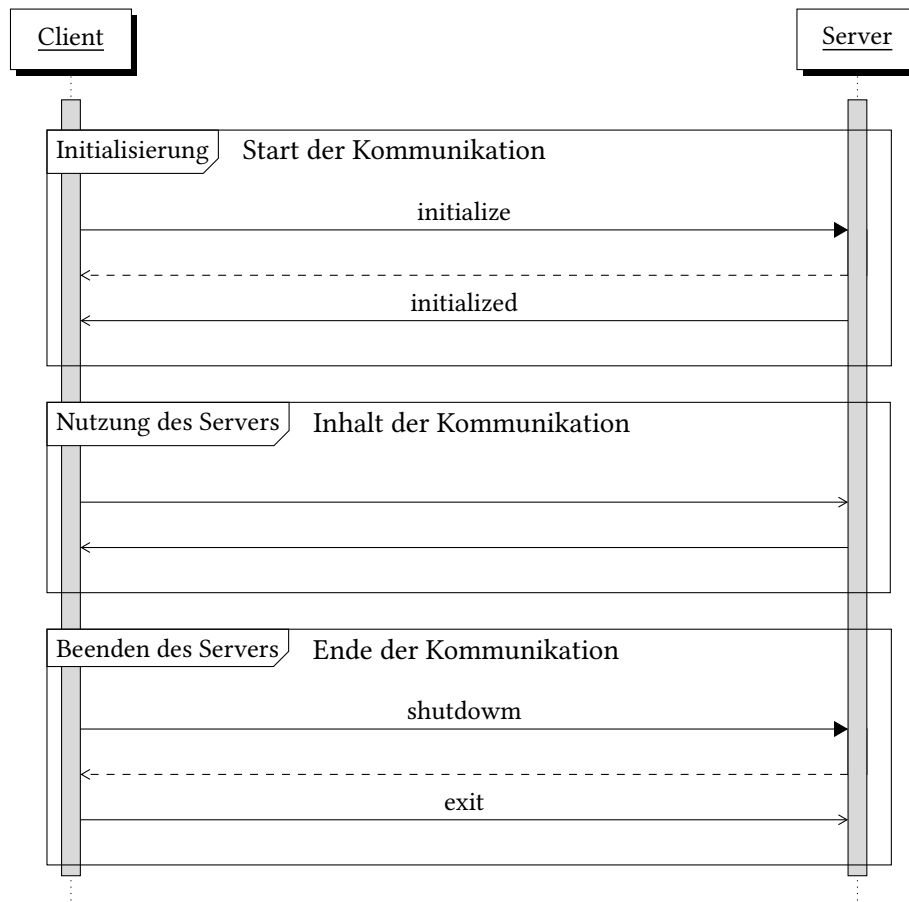 Client
Server
Initialisierung
Start der Kommunikation
initialize
initialized
Nutzung des Servers
Inhalt der Kommunikation
Beenden des Servers
Ende der Kommunikation
shutdowm
exit